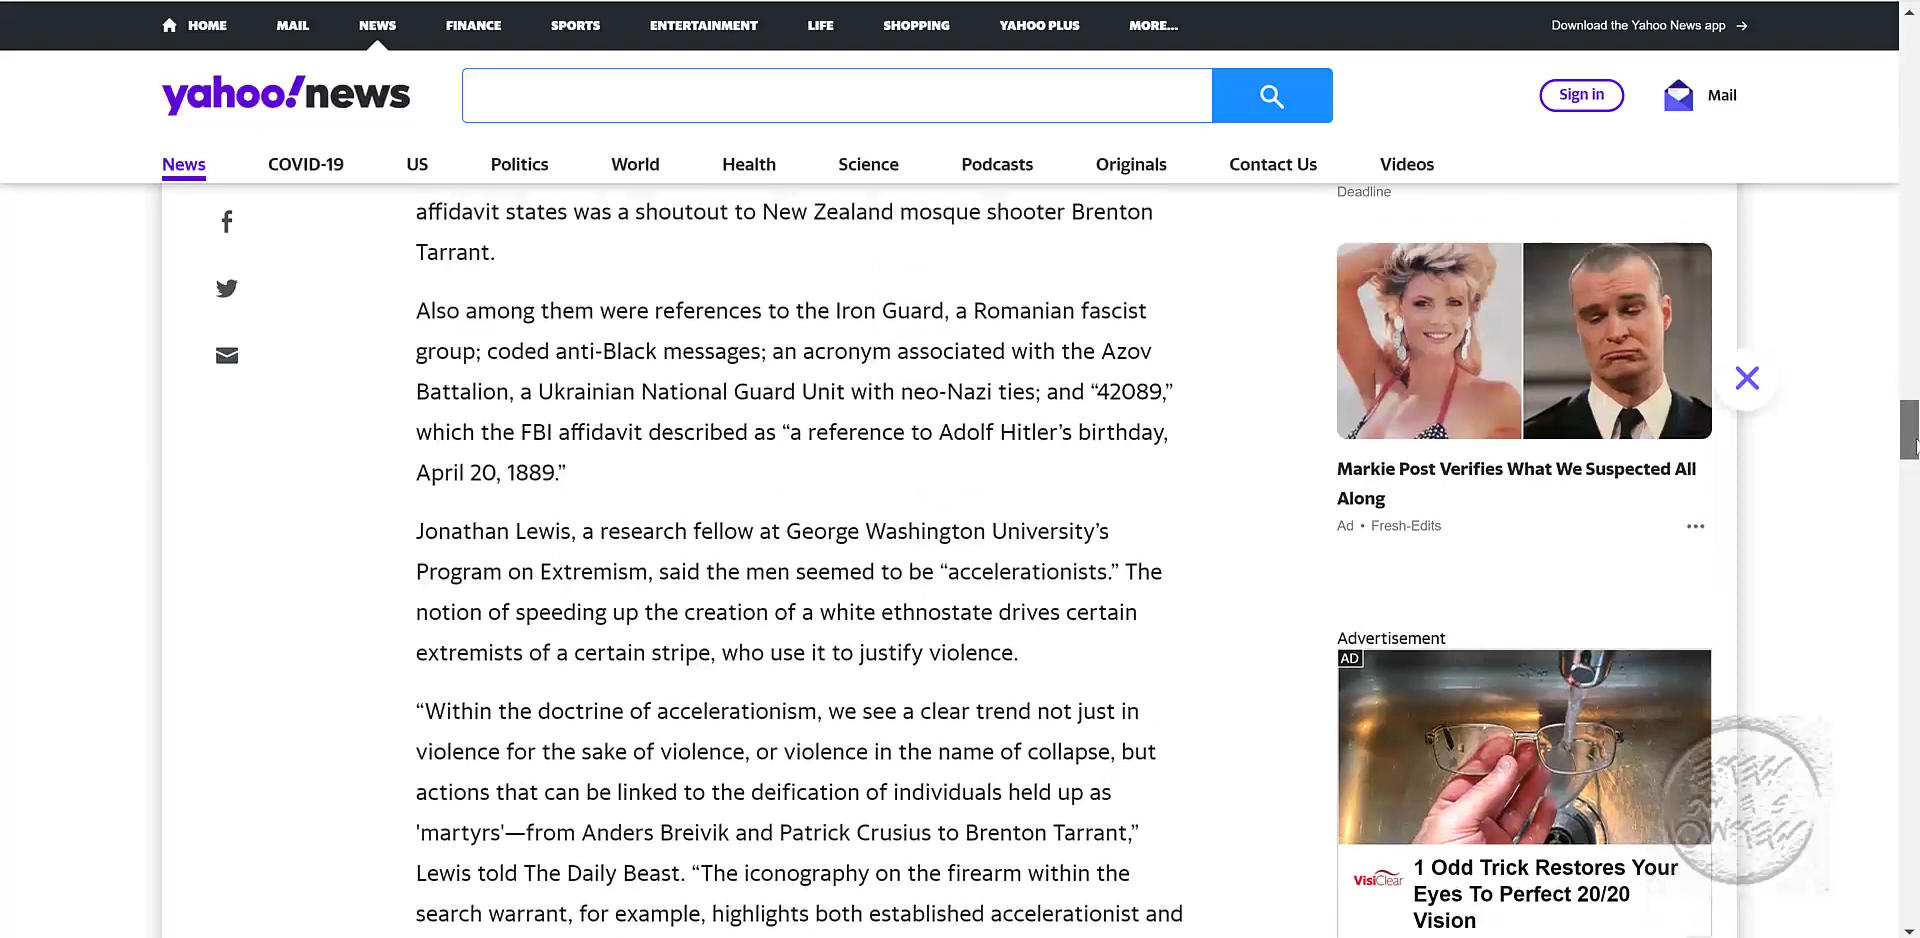 HOME MAIL NEWS FINANCE SPORTS ENTERTAINMENT LIFE SHOPPING YAHOO PLUS MORE... Download the Yahoo News app →
yahoo!news Sign in Mail
News COVID-19 US Politics World Health Science Podcasts Originals Contact Us Videos
affidavit states was a shoutout to New Zealand mosque shooter Brenton
Tarrant.
Also among them were references to the Iron Guard, a Romanian fascist
group; coded anti-Black messages; an acronym associated with the Azov
Battalion, a Ukrainian National Guard Unit with neo-Nazi ties; and “42089,”
which the FBI affidavit described as “a reference to Adolf Hitler’s birthday,
April 20, 1889.”
Jonathan Lewis, a research fellow at George Washington University’s
Program on Extremism, said the men seemed to be “accelerationists.” The
notion of speeding up the creation of a white ethnostate drives certain
extremists of a certain stripe, who use it to justify violence.
“Within the doctrine of accelerationism, we see a clear trend not just in
violence for the sake of violence, or violence in the name of collapse, but
actions that can be linked to the deification of individuals held up as
'martyrs'—from Anders Breivik and Patrick Crusius to Brenton Tarrant,”
Lewis told The Daily Beast. “The iconography on the firearm within the
search warrant, for example, highlights both established accelerationist and
Deadline
Markie Post Verifies What We Suspected All
Along
Ad • Fresh-Edits
Advertisement
AD
VisiClear
1 Odd Trick Restores Your
Eyes To Perfect 20/20
Vision